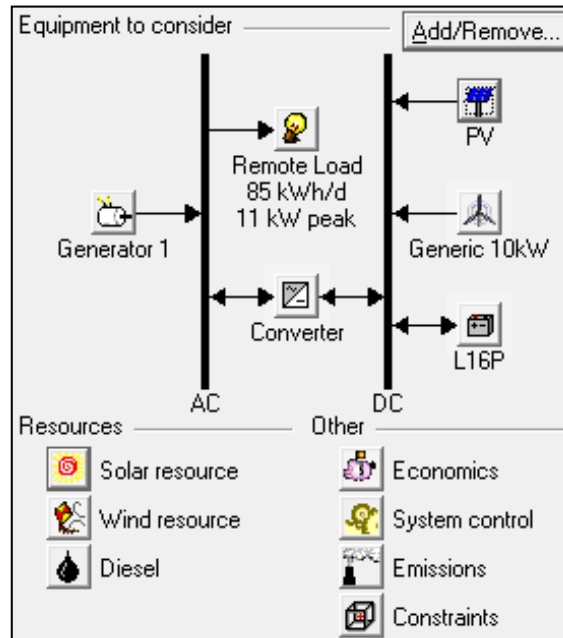 Equipment to consider
Add/Remove...
PV
Remote Load
85 kWh/d
11 kW peak
Generator 1
Generic 10kW
Converter
L16P
AC
DC
Resources
Other
Solar resource
Economics
Wind resource
System control
Diesel
Emissions
Constraints